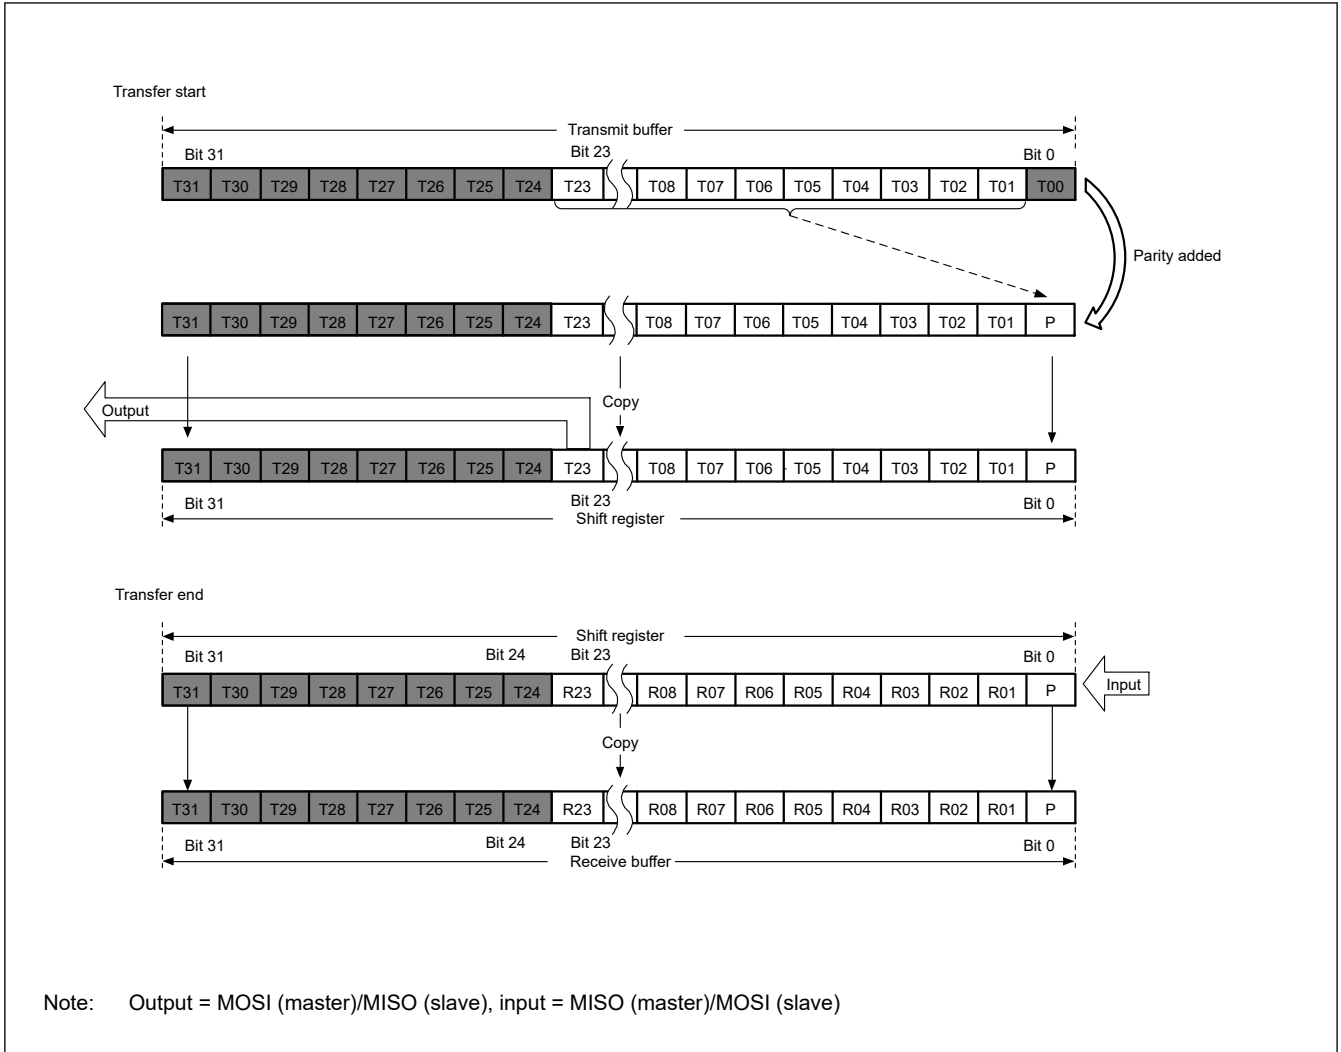 Transfer start
Transmit buffer
Bit 31 Bit 23 Bit 0
T31 T30 T29 T28 T27 T26 T25 T24 T23 T08 T07 T06 T05 T04 T03 T02 T01 T00
Parity added
T31 T30 T29 T28 T27 T26 T25 T24 T23 T08 T07 T06 T05 T04 T03 T02 T01 P
Output Copy
T31 T30 T29 T28 T27 T26 T25 T24 T23 T08 T07 T06 T05 T04 T03 T02 T01 P
Bit 31 Bit 23 Bit 0
Shift register
Transfer end
Shift register
Bit 31 Bit 24 Bit 23 Bit 0
T31 T30 T29 T28 T27 T26 T25 T24 R23 R08 R07 R06 R05 R04 R03 R02 R01 P Input
Copy
T31 T30 T29 T28 T27 T26 T25 T24 R23 R08 R07 R06 R05 R04 R03 R02 R01 P
Bit 31 Bit 24 Bit 23 Bit 0
Receive buffer
Note: Output = MOSI (master)/MISO (slave), input = MISO (master)/MOSI (slave)